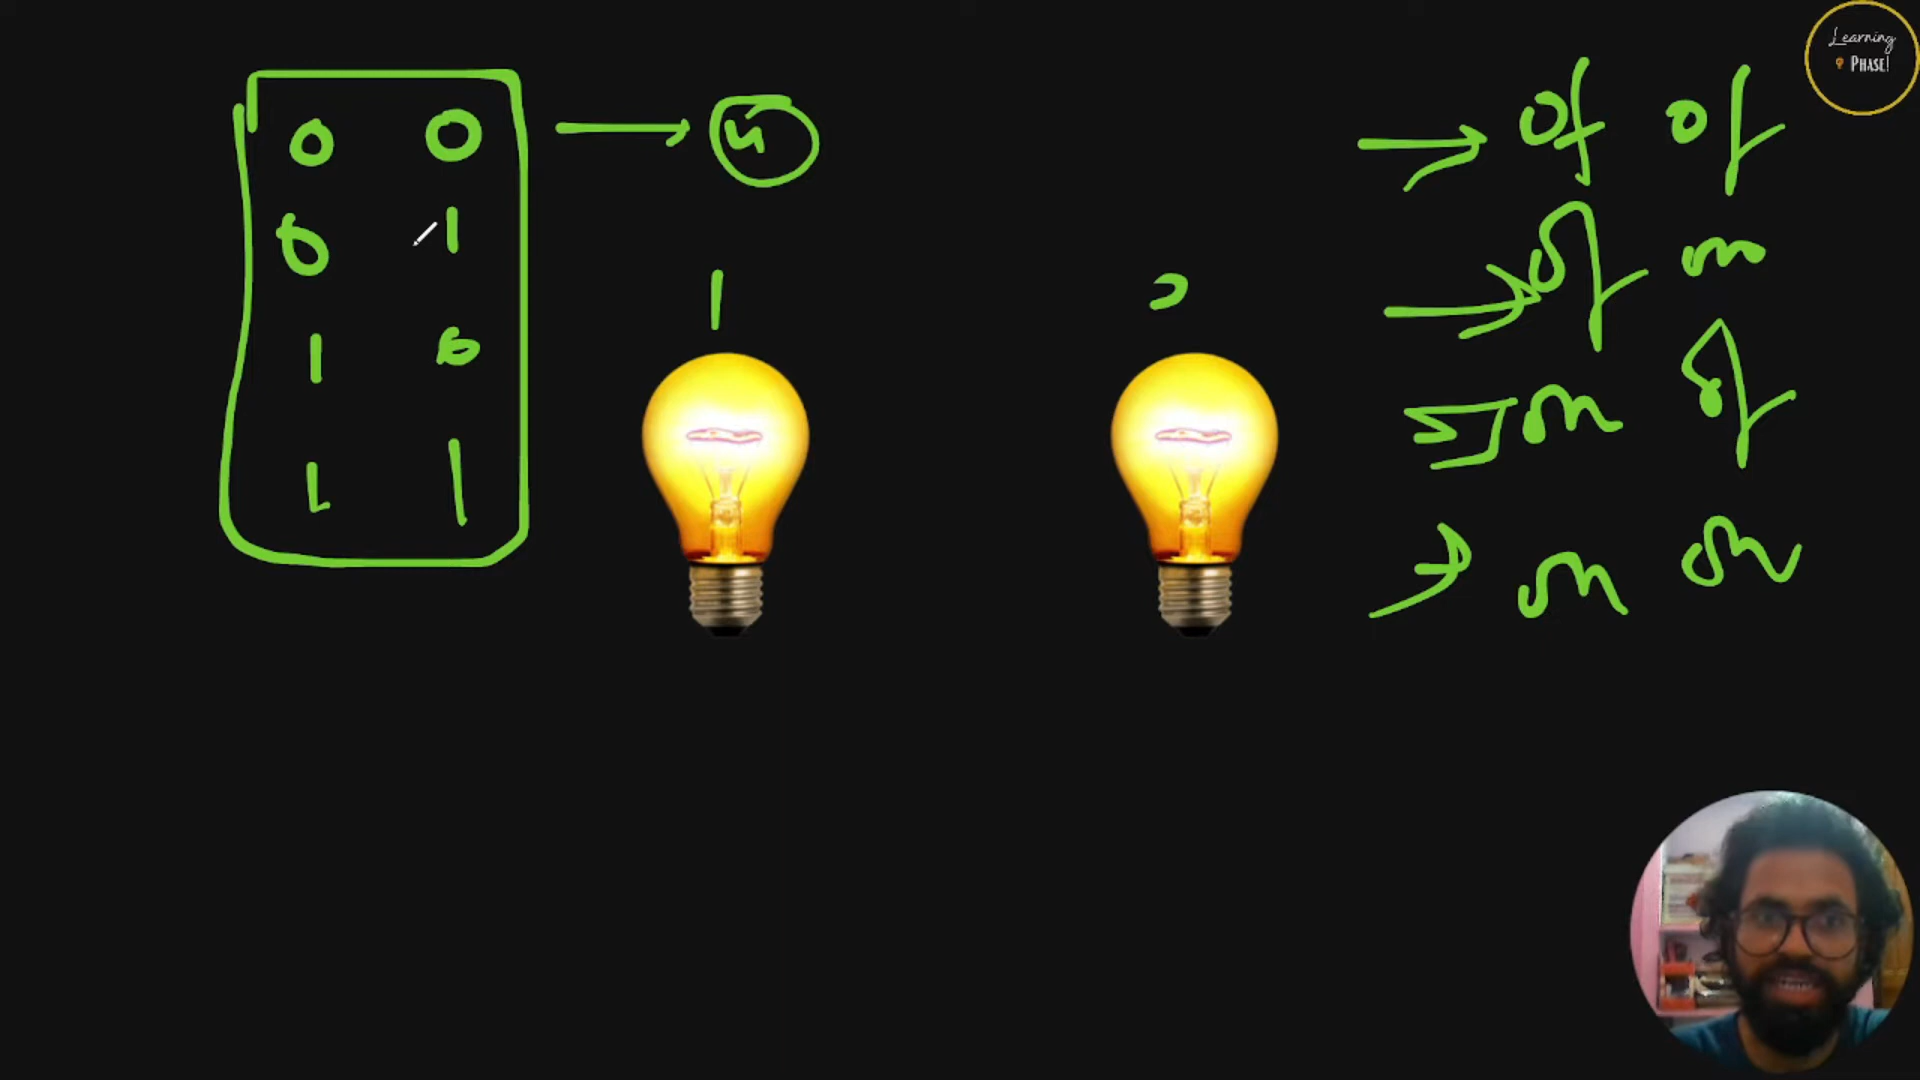 Learning
PHASE!
0 0
0 1
1 0
1 1
4
1
2
of of
of on
on of
on on